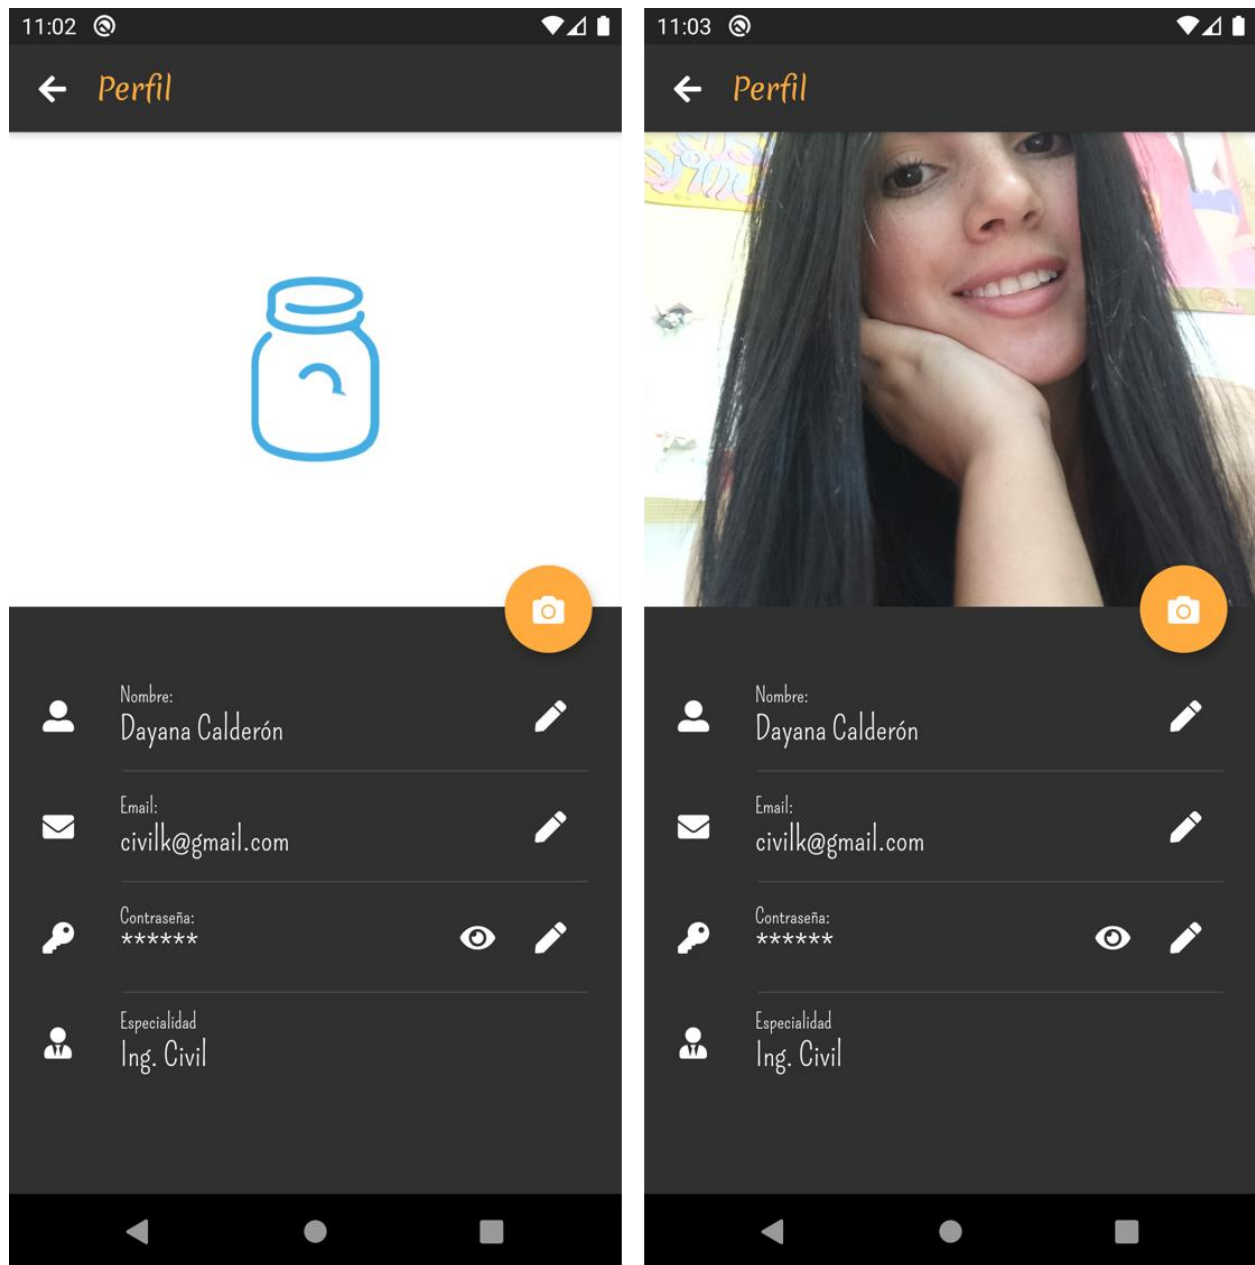 11:02
Perfil
Nombre:
Dayana Calderón
Email:
civilk@gmail.com
Contraseña:
******
Especialidad
Ing. Civil
11:03
Perfil
Nombre:
Dayana Calderón
Email:
civilk@gmail.com
Contraseña:
******
Especialidad
Ing. Civil